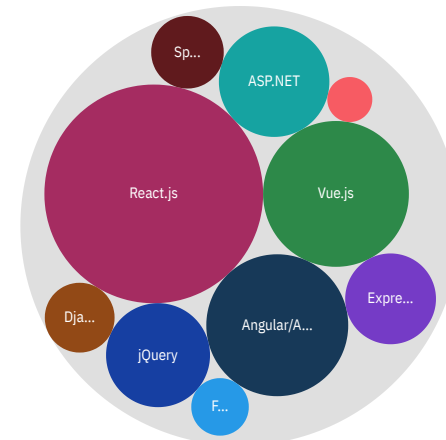 Sp...
ASP.NET
React.js
Vue.js
Expre...
Dja...
Angular/A...
jQuery
F...